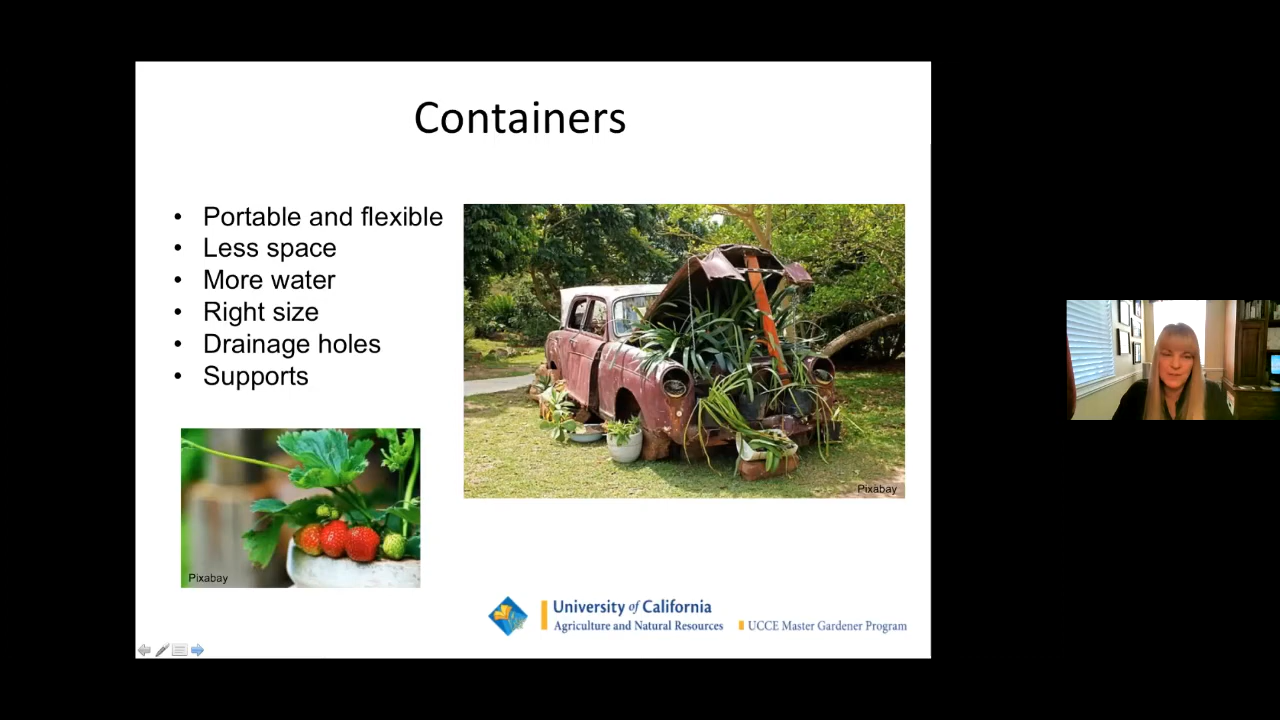 Containers
• Portable and flexible
• Less space
• More water
• Right size
• Drainage holes
• Supports
Pixabay
Pixabay
University of California
Agriculture and Natural Resources
UCCE Master Gardener Program